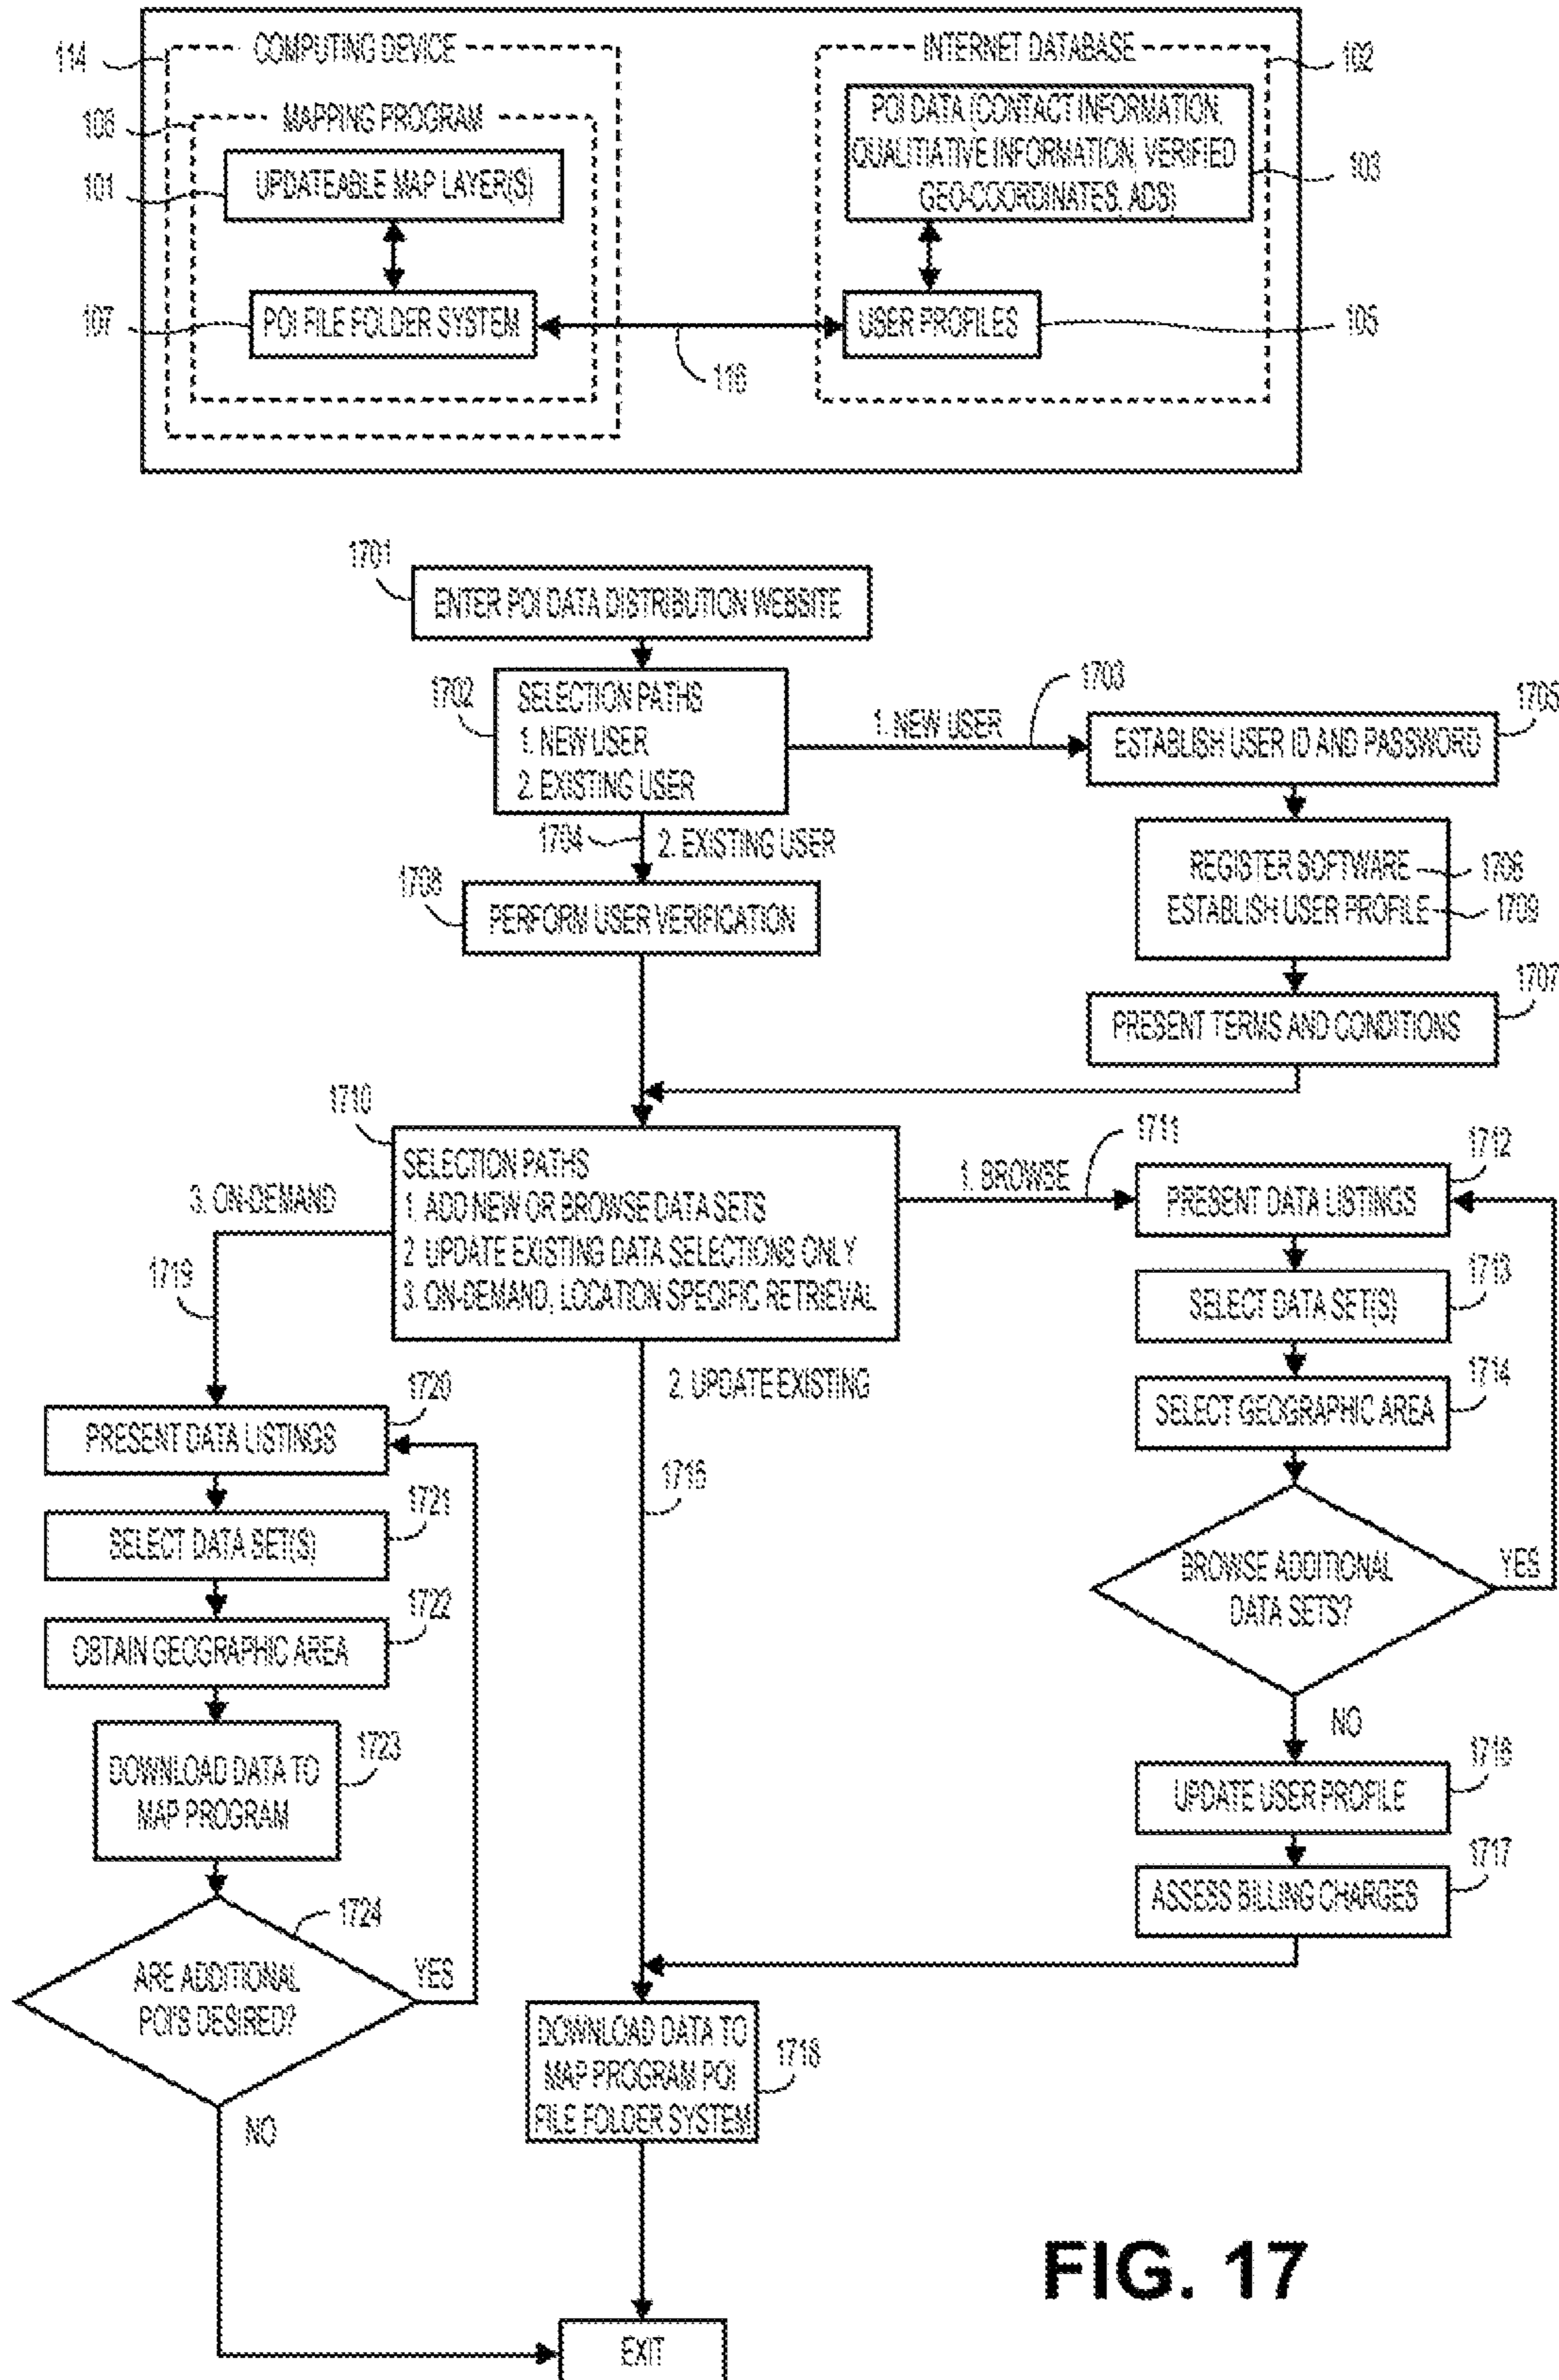 114
COMPUTING DEVICE
INTERNET DATABASE
102
106
MAPPING PROGRAM
POI DATA (CONTACT INFORMATION,
QUALITIATIVE INFORMATION, VERIFIED
GEO-COORDINATES, ADS)
103
101
UPDATEABLE MAP LAYER(S)
107
POI FILE FOLDER SYSTEM
USER PROFILES
105
116
1701
ENTER POI DATA DISTRIBUTION WEBSITE
1702
SELECTION PATHS
1. NEW USER
2. EXISTING USER
1. NEW USER
1703
1705
ESTABLISH USER ID AND PASSWORD
1704
2. EXISTING USER
REGISTER SOFTWARE
1706
ESTABLISH USER PROFILE
1709
1708
PERFORM USER VERIFICATION
1707
PRESENT TERMS AND CONDITIONS
1710
SELECTION PATHS
1. ADD NEW OR BROWSE DATA SETS
2. UPDATE EXISTING DATA SELECTIONS ONLY
3. ON-DEMAND, LOCATION SPECIFIC RETRIEVAL
1. BROWSE
1711
1712
PRESENT DATA LISTINGS
3. ON-DEMAND
1719
1713
SELECT DATA SET(S)
2. UPDATE EXISTING
1714
SELECT GEOGRAPHIC AREA
1720
PRESENT DATA LISTINGS
1721
SELECT DATA SET(S)
BROWSE ADDITIONAL
DATA SETS?
YES
NO
1722
OBTAIN GEOGRAPHIC AREA
1723
DOWNLOAD DATA TO
MAP PROGRAM
UPDATE USER PROFILE
1717
ASSESS BILLING CHARGES
1724
ARE ADDITIONAL
POI'S DESIRED?
YES
NO
DOWNLOAD DATA TO
MAP PROGRAM POI
FILE FOLDER SYSTEM
1718
EXIT
FIG. 17